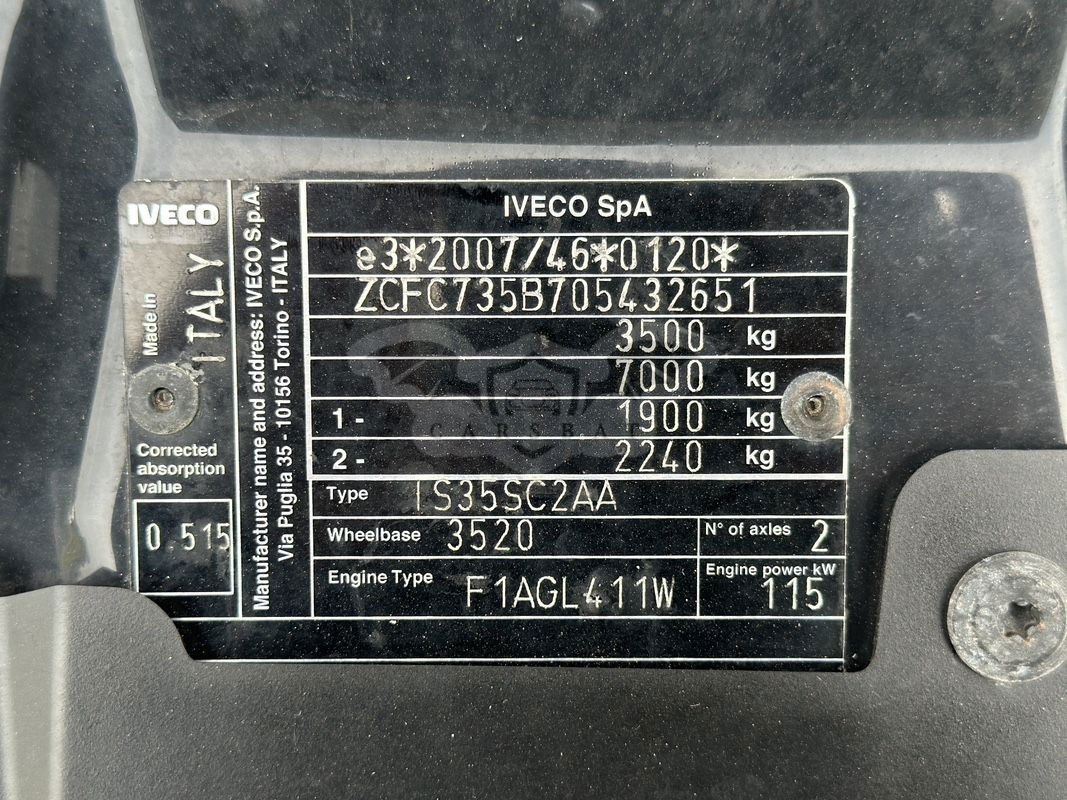 IVECO
Made in
ITALY
Corrected
absorption
value
0.515
Manufacturer name and address: IVECO S.p.A.
Via Puglia 35 - 10156 Torino - ITALY
IVECO SpA
e3*2007/46*0120*
ZCFC735B705432651
3500 kg
7000 kg
1 - 1900 kg
2 - 2240 kg
Type IS35SC2AA
Wheelbase 3520 N° of axles 2
Engine Type F1AGL411W Engine power kW 115
CARSBAT